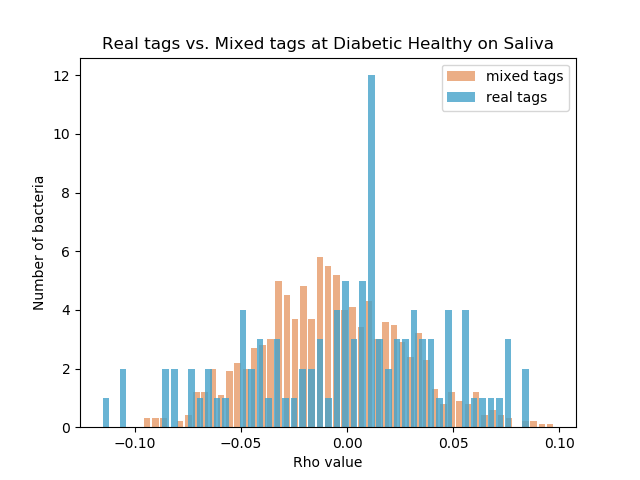 Real tags vs. Mixed tags at Diabetic Healthy on Saliva
mixed tags
real tags
Number of bacteria
12
10
8
6
4
2
0
−0.10
−0.05
0.00
0.05
0.10
Rho value